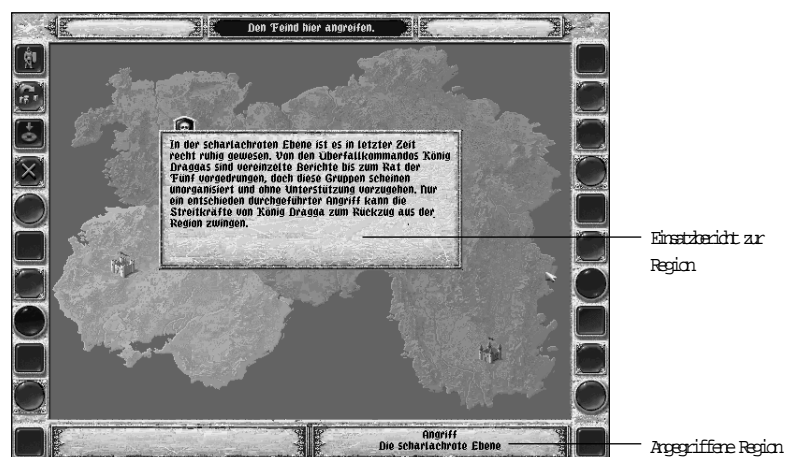 Den Feind hier angreifen.
In der scharlachroten Ebene ist es in letzter Zeit
recht ruhig gewesen. Von den Überfallkommandos König
Draggas sind vereinzelte Berichte bis zum Rat der
Fünf vorgedrungen, doch diese Gruppen scheinen
unorganisiert und ohne Unterstützung vorzugehen. Nur
ein entschieden durchgeführter Angriff kann die
Streitkräfte von König Dragga zum Rückzug aus der
Region zwingen.
Einsatzbericht zur
Region
Angriff
Die scharlachrote Ebene
Angegriffene Region